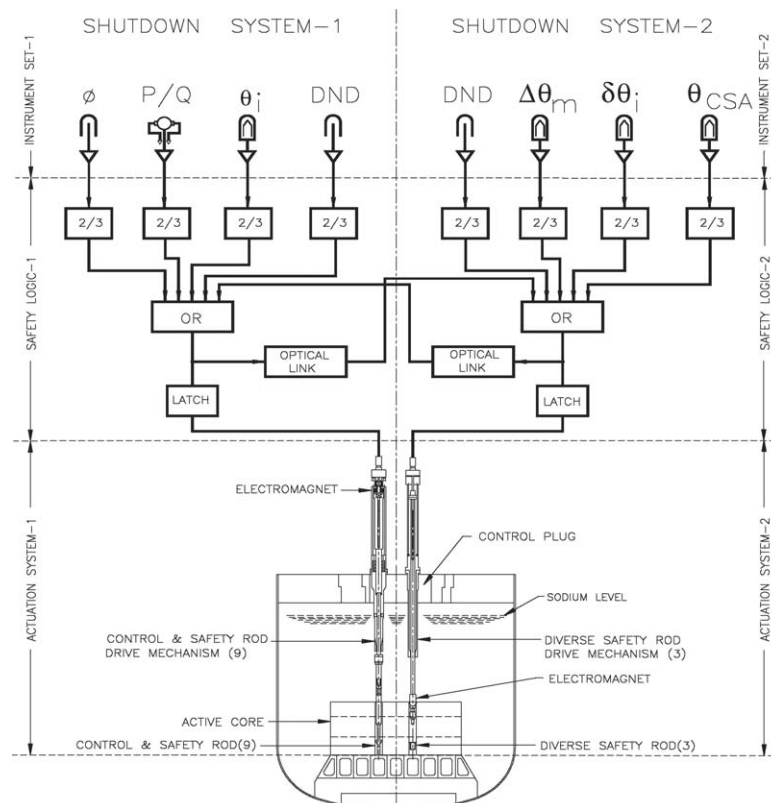 SHUTDOWN SYSTEM-1
SHUTDOWN SYSTEM-2
INSTRUMENT SET-1
INSTRUMENT SET-2
ø
P/Q
θi
DND
DND
Δθm
δθi
θCSA
2/3
2/3
2/3
2/3
2/3
2/3
2/3
2/3
SAFETY LOGIC-1
SAFETY LOGIC-2
OR
OR
OPTICAL
LINK
OPTICAL
LINK
LATCH
LATCH
ACTUATION SYSTEM-1
ACTUATION SYSTEM-2
ELECTROMAGNET
CONTROL PLUG
SODIUM LEVEL
CONTROL & SAFETY ROD
DRIVE MECHANISM (9)
DIVERSE SAFETY ROD
DRIVE MECHANISM (3)
ELECTROMAGNET
ACTIVE CORE
CONTROL & SAFETY ROD(9)
DIVERSE SAFETY ROD(3)